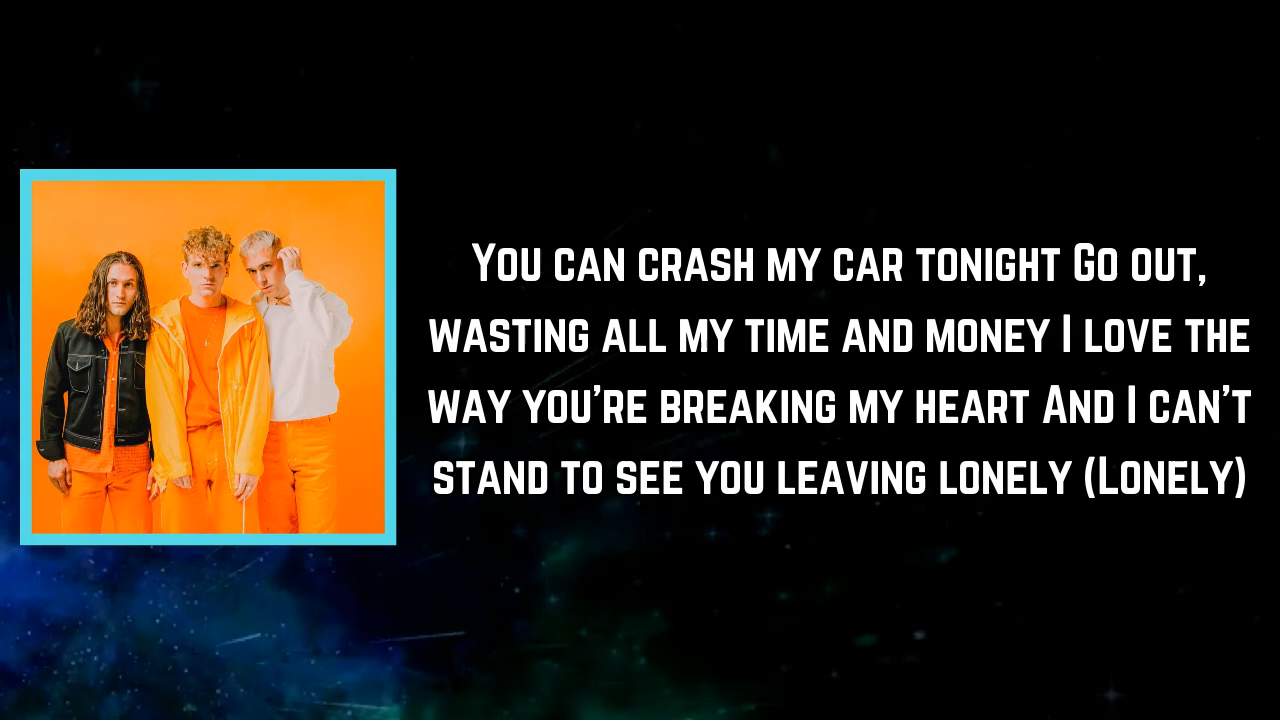 You can crash my car tonight Go out,
wasting all my time and money I love the
way you're breaking my heart And I can't
stand to see you leaving lonely (Lonely)